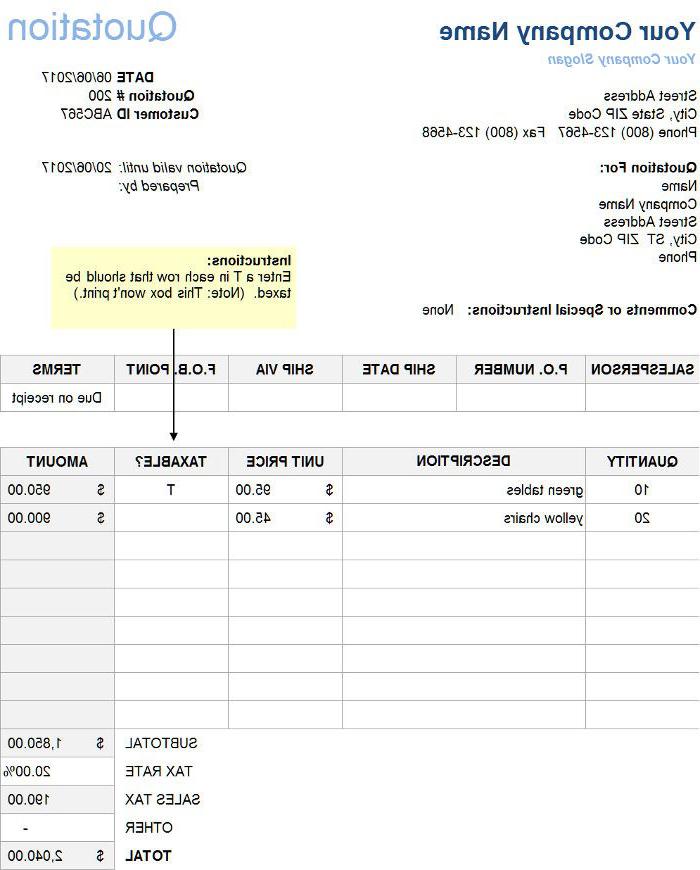 Your Company Name Quotation
Your Company Slogan
DATE 06/06/2017
Street Address Quotation # 200
City, State ZIP Code Customer ID ABC567
Phone (800) 123-4567 Fax (800) 123-4568
Quotation For: Quotation valid until: 20/06/2017
Name Prepared by:
Company Name
Street Address
City, ST ZIP Code
Phone
Instructions:
Enter a T in each row that should be
taxed. (Note: This box won't print.)
Comments or Special Instructions: None
SALESPERSON P.O. NUMBER SHIP DATE SHIP VIA F.O.B. POINT TERMS
Due on receipt
QUANTITY DESCRIPTION UNIT PRICE TAXABLE? AMOUNT
10 green tables $ 95.00 T $ 950.00
20 yellow chairs $ 45.00 $ 900.00
SUBTOTAL $ 1,850.00
TAX RATE 20.00%
SALES TAX 190.00
OTHER -
TOTAL $ 2,040.00